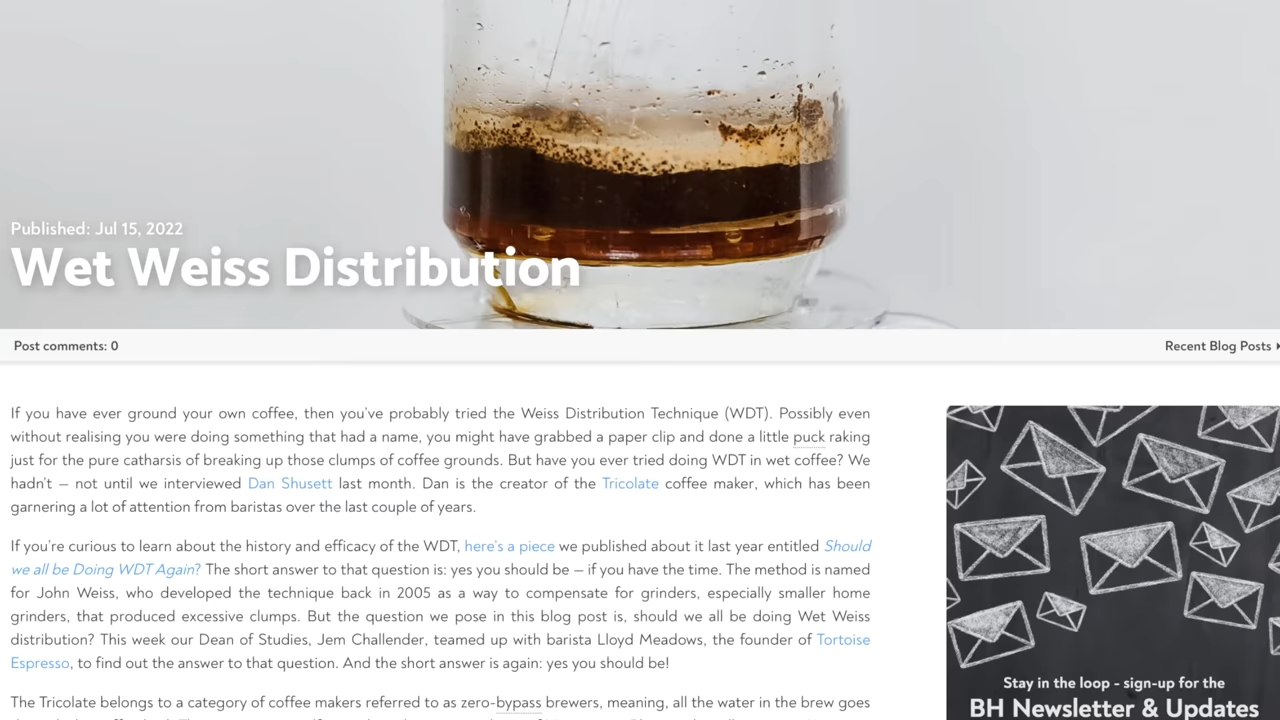 Published: Jul 15, 2022
Wet Weiss Distribution
Post comments: 0
Recent Blog Posts
If you have ever ground your own coffee, then you've probably tried the Weiss Distribution Technique (WDT). Possibly even
without realising you were doing something that had a name, you might have grabbed a paper clip and done a little puck raking
just for the pure catharsis of breaking up those clumps of coffee grounds. But have you ever tried doing WDT in wet coffee? We
hadn't — not until we interviewed Dan Shusett last month. Dan is the creator of the Tricolate coffee maker, which has been
garnering a lot of attention from baristas over the last couple of years.
If you're curious to learn about the history and efficacy of the WDT, here's a piece we published about it last year entitled Should
we all be Doing WDT Again? The short answer to that question is: yes you should be — if you have the time. The method is named
for John Weiss, who developed the technique back in 2005 as a way to compensate for grinders, especially smaller home
grinders, that produced excessive clumps. But the question we pose in this blog post is, should we all be doing Wet Weiss
distribution? This week our Dean of Studies, Jem Challender, teamed up with barista Lloyd Meadows, the founder of Tortoise
Espresso, to find out the answer to that question. And the short answer is again: yes you should be!
The Tricolate belongs to a category of coffee makers referred to as zero-bypass brewers, meaning, all the water in the brew goes
Stay in the loop - sign-up for the
BH Newsletter & Updates